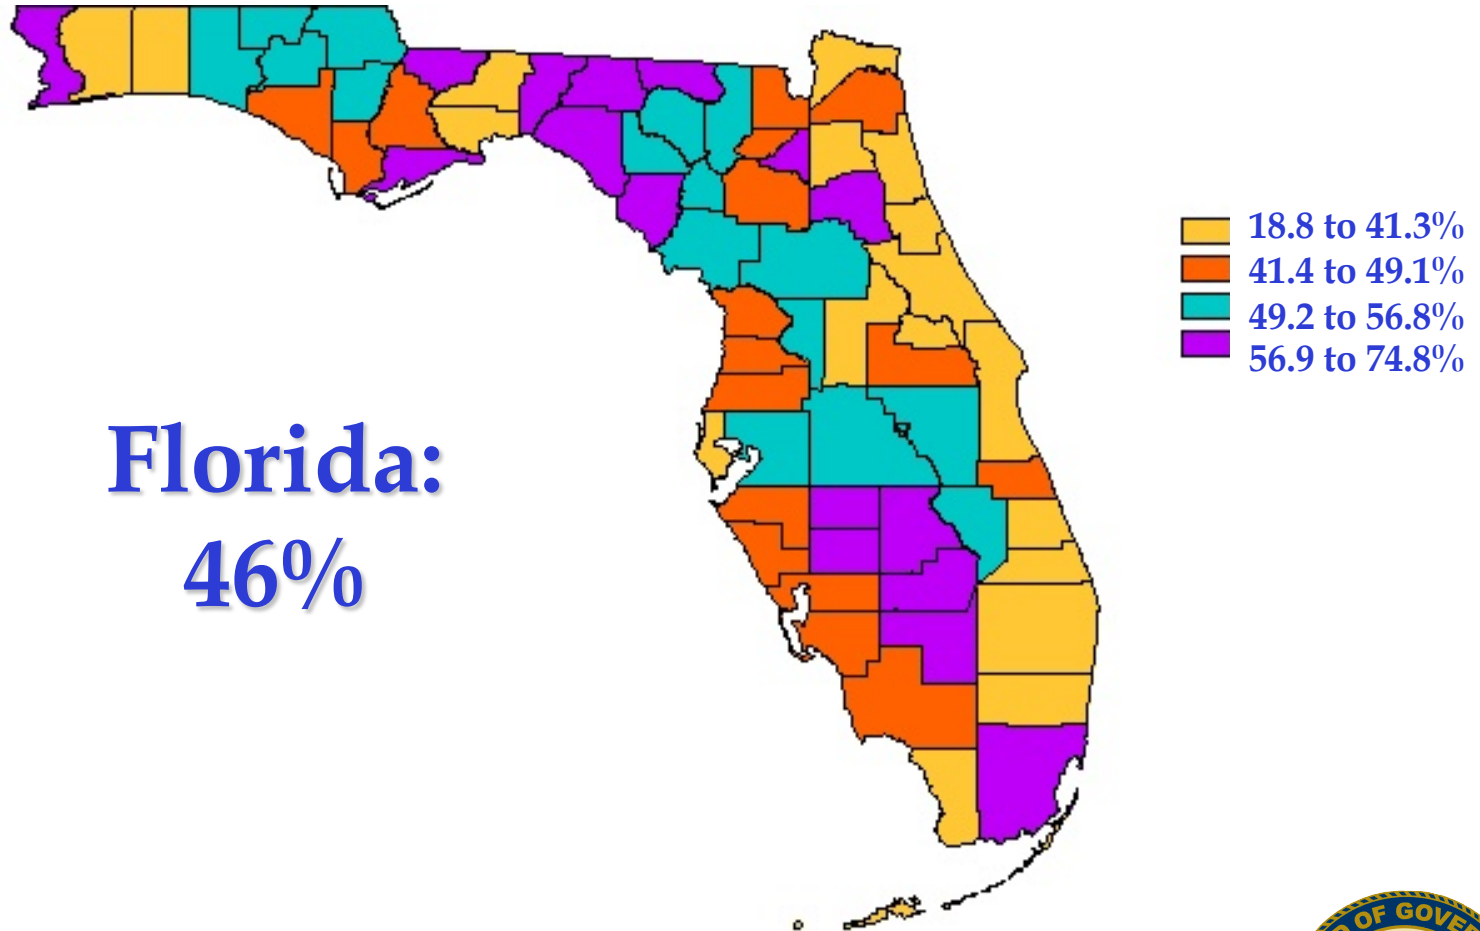 18.8 to 41.3%
41.4 to 49.1%
49.2 to 56.8%
56.9 to 74.8%
Florida:
46%
OF GOVE